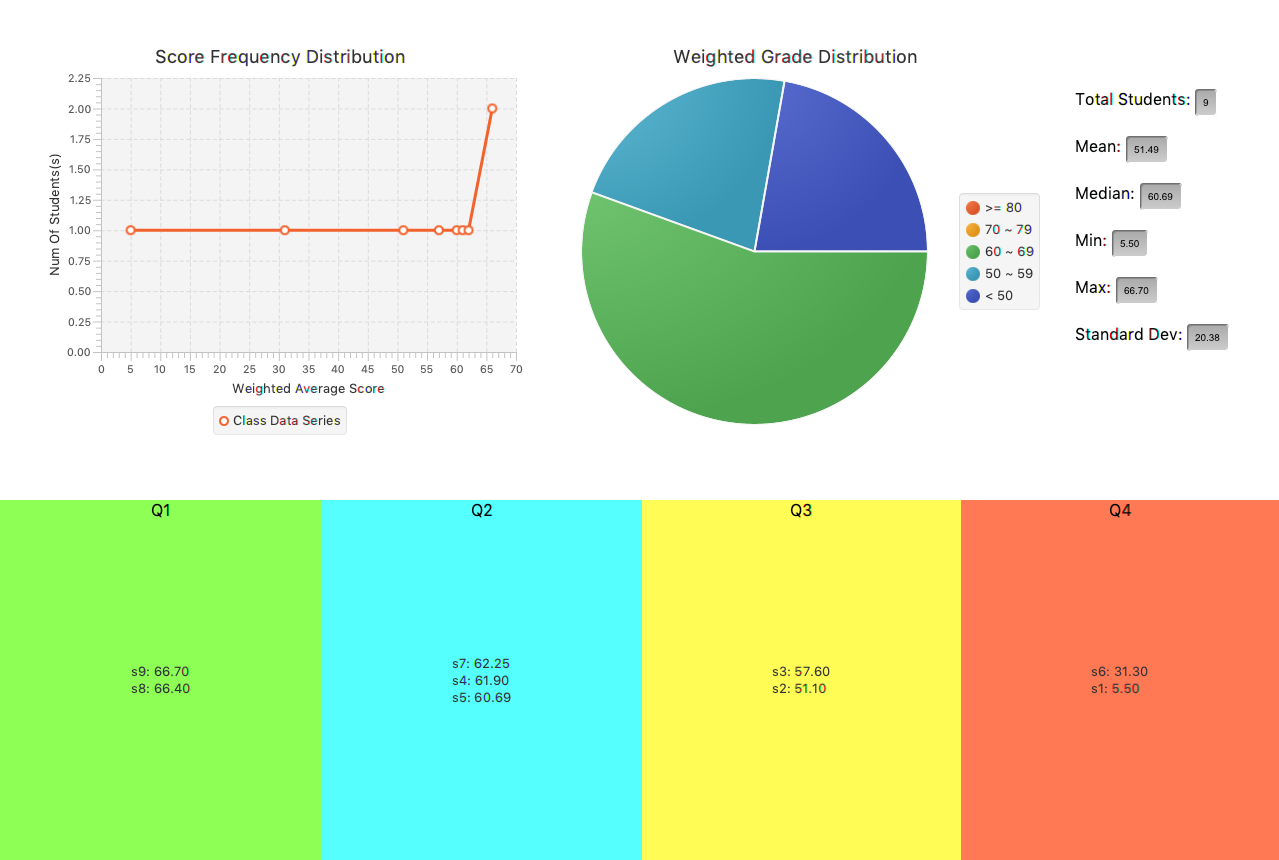 Score Frequency Distribution
2.25
2.00
1.75
1.50
1.25
1.00
0.75
0.50
0.25
0.00
Num Of Students(s)
0 5 10 15 20 25 30 35 40 45 50 55 60 65 70
Weighted Average Score
Class Data Series
Weighted Grade Distribution
>= 80
70 ~ 79
60 ~ 69
50 ~ 59
< 50
Total Students: 9
Mean: 51.49
Median: 60.69
Min: 5.50
Max: 66.70
Standard Dev: 20.38
Q1
s9: 66.70
s8: 66.40
Q2
s7: 62.25
s4: 61.90
s5: 60.69
Q3
s3: 57.60
s2: 51.10
Q4
s6: 31.30
s1: 5.50